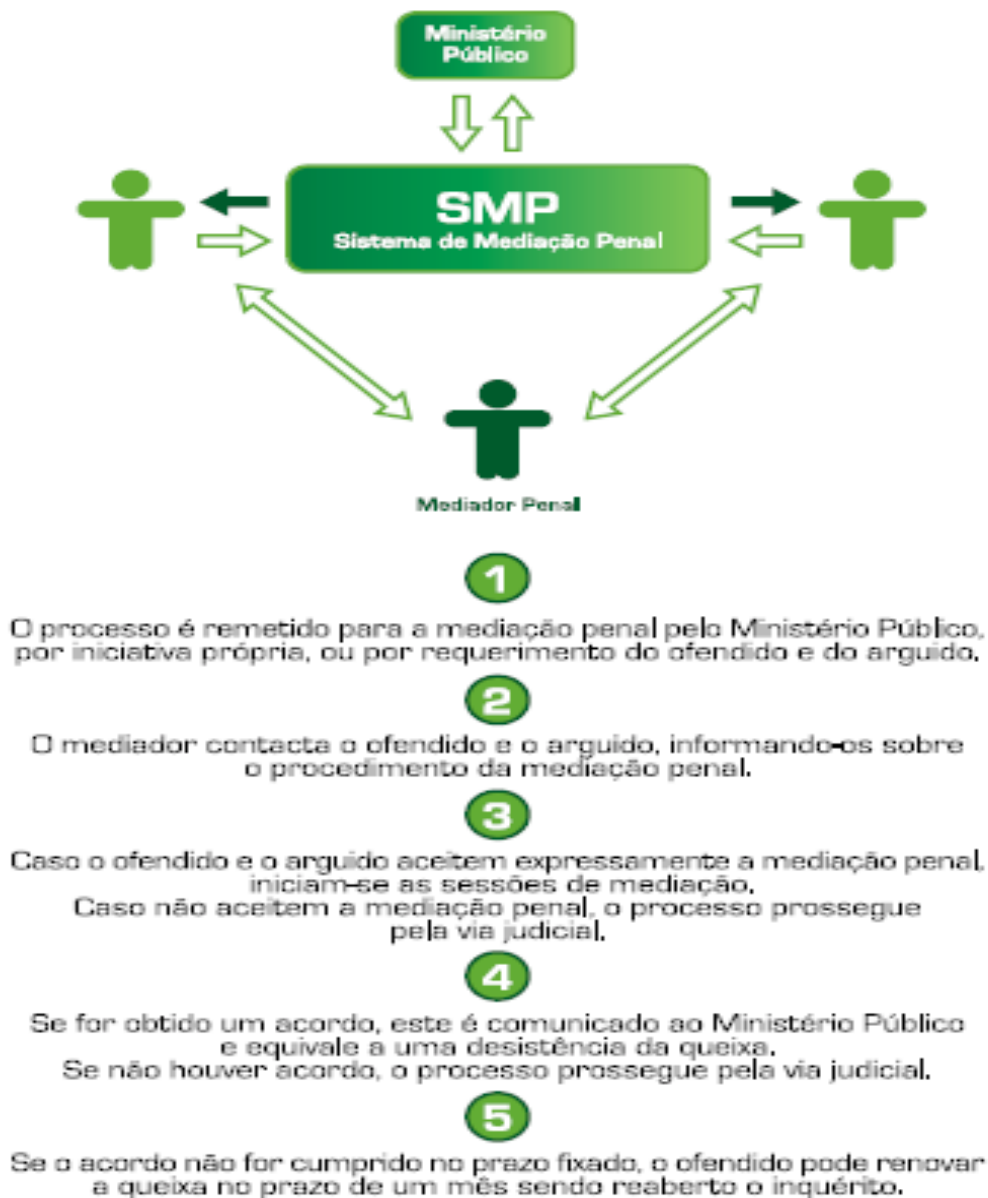 Ministério
Público
SMP
Sistema de Mediação Penal
Mediador Penal
1
O processo é remetido para a mediação penal pelo Ministério Público,
por iniciativa própria, ou por requerimento do ofendido e do arguido.
2
O mediador contacta o ofendido e o arguido, informando-os sobre
o procedimento da mediação penal.
3
Caso o ofendido e o arguido aceitem expressamente a mediação penal,
iniciam-se as sessões de mediação.
Caso não aceitem a mediação penal, o processo prossegue
pela via judicial.
4
Se for obtido um acordo, este é comunicado ao Ministério Público
e equivale a uma desistência da queixa.
Se não houver acordo, o processo prossegue pela via judicial.
5
Se o acordo não for cumprido no prazo fixado, o ofendido pode renovar
a queixa no prazo de um mês sendo reaberto o inquérito.